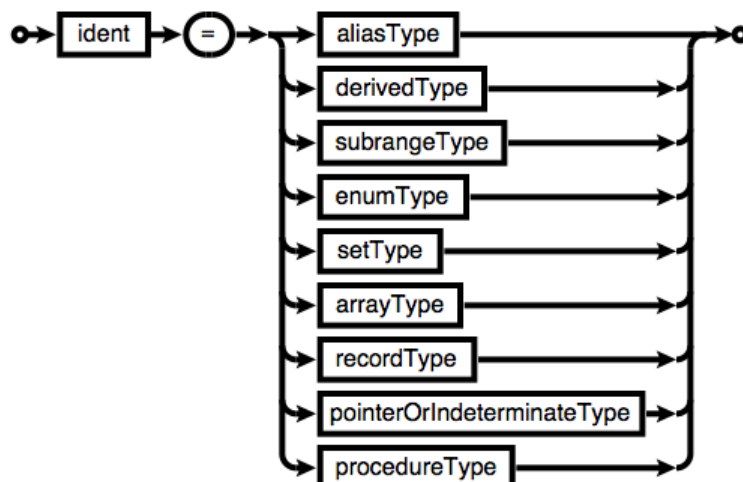 ident = aliasType
derivedType
subrangeType
enumType
setType
arrayType
recordType
pointerOrIndeterminateType
procedureType